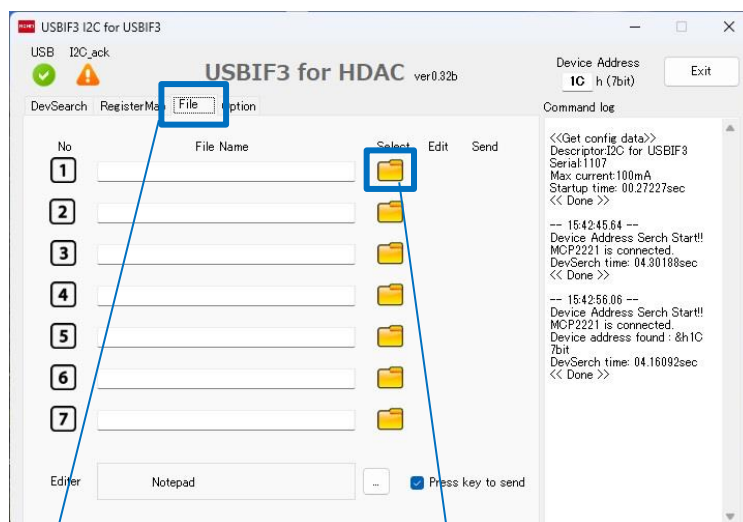 USBIF3 I2C for USBIF3
USB I2C_ack
USBIF3 for HDAC ver0.32b
Device Address
1C h (7bit)
Exit
DevSearch RegisterMap File Option
Command log
No File Name Select Edit Send
1
2
3
4
5
6
7
Editer Notepad ... Press key to send
<<Get config data>>
Descriptor:I2C for USBIF3
Serial:1107
Max current:100mA
Startup time: 00.27227sec
<< Done >>
-- 15:42:45.64 --
Device Address Serch Start!!
MCP2221 is connected.
DevSerch time: 04.30188sec
<< Done >>
-- 15:42:56.06 --
Device Address Serch Start!!
MCP2221 is connected.
Device address found : &h1C
7bit
DevSerch time: 04.16092sec
<< Done >>